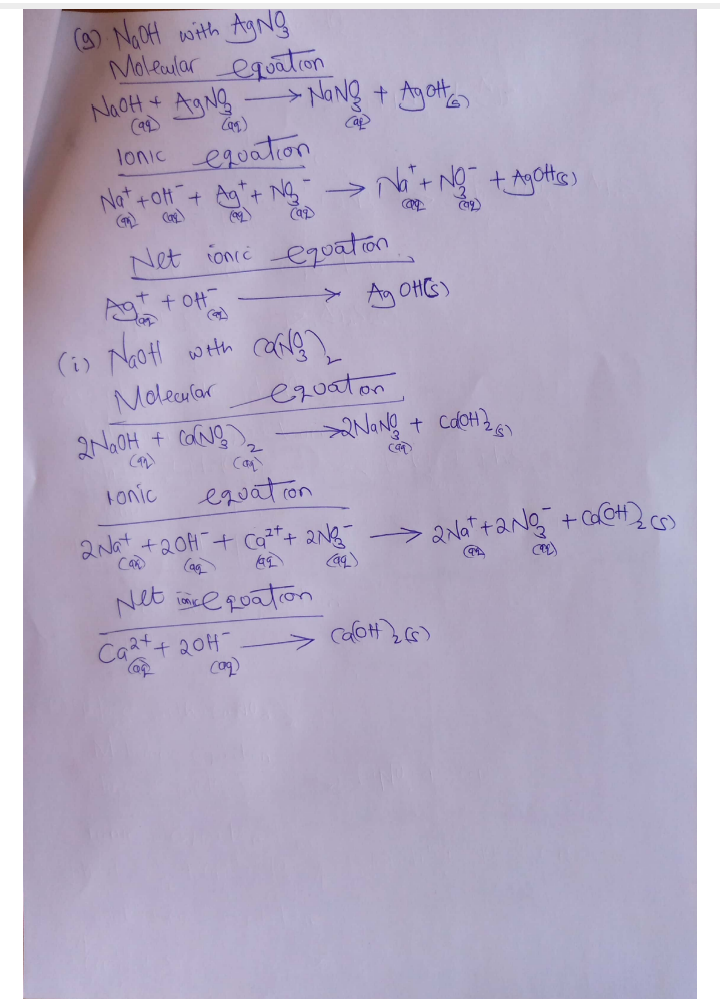 (g) NaOH with AgNO3
Molecular equation
NaOH(aq) + AgNO3(aq) → NaNO3(aq) + AgOH(s)
Ionic equation
Na+(aq) + OH-(aq) + Ag+(aq) + NO3-(aq) → Na+(aq) + NO3-(aq) + AgOH(s)
Net ionic equation
Ag+(aq) + OH-(aq) → AgOH(s)
(i) NaOH with Ca(NO3)2
Molecular equation
2NaOH(aq) + Ca(NO3)2(aq) → 2NaNO3(aq) + Ca(OH)2(s)
Ionic equation
2Na+(aq) + 2OH-(aq) + Ca2+(aq) + 2NO3-(aq) → 2Na+(aq) + 2NO3-(aq) + Ca(OH)2(s)
Net ionic equation
Ca2+(aq) + 2OH-(aq) → Ca(OH)2(s)